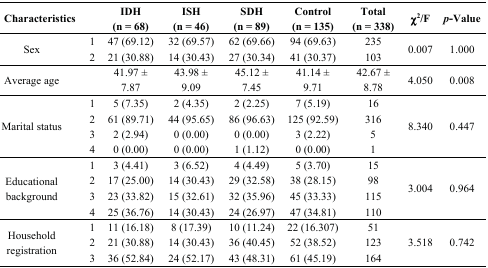 Characteristics IDH (n = 68) ISH (n = 46) SDH (n = 89) Control (n = 135) Total (n = 338) χ²/F p-Value
Sex 1 47 (69.12) 32 (69.57) 62 (69.66) 94 (69.63) 235 0.007 1.000
2 21 (30.88) 14 (30.43) 27 (30.34) 41 (30.37) 103
Average age 41.97 ± 7.87 43.98 ± 9.09 45.12 ± 7.45 41.14 ± 9.71 42.67 ± 8.78 4.050 0.008
Marital status 1 5 (7.35) 2 (4.35) 2 (2.25) 7 (5.19) 16 8.340 0.447
2 61 (89.71) 44 (95.65) 86 (96.63) 125 (92.59) 316
3 2 (2.94) 0 (0.00) 0 (0.00) 3 (2.22) 5
4 0 (0.00) 0 (0.00) 1 (1.12) 0 (0.00) 1
Educational background 1 3 (4.41) 3 (6.52) 4 (4.49) 5 (3.70) 15 3.004 0.964
2 17 (25.00) 14 (30.43) 29 (32.58) 38 (28.15) 98
3 23 (33.82) 15 (32.61) 32 (35.96) 45 (33.33) 115
4 25 (36.76) 14 (30.43) 24 (26.97) 47 (34.81) 110
Household registration 1 11 (16.18) 8 (17.39) 10 (11.24) 22 (16.307) 51 3.518 0.742
2 21 (30.88) 14 (30.43) 36 (40.45) 52 (38.52) 123
3 36 (52.84) 24 (52.17) 43 (48.31) 61 (45.19) 164